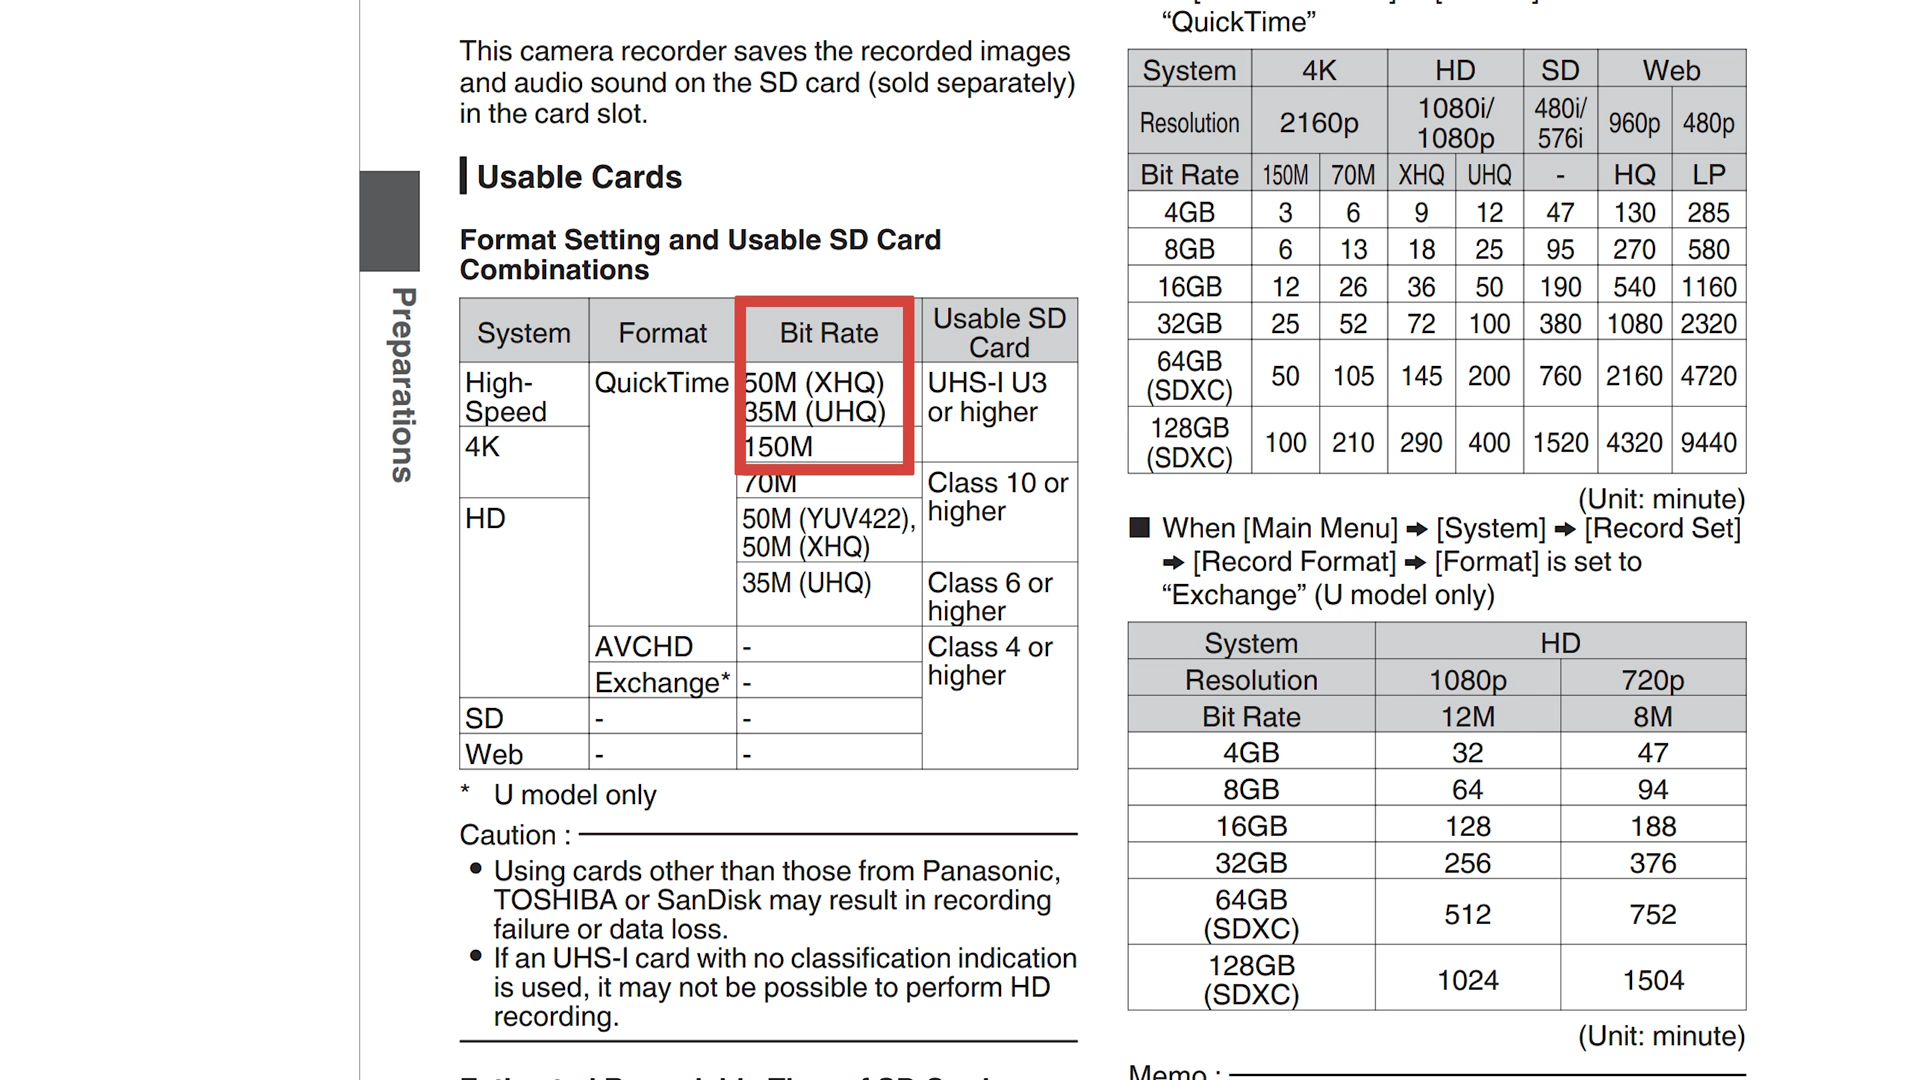 This camera recorder saves the recorded images
and audio sound on the SD card (sold separately)
in the card slot.
Usable Cards
Format Setting and Usable SD Card
Combinations
System Format Bit Rate Usable SD Card
High-Speed QuickTime 50M (XHQ) 35M (UHQ) UHS-I U3 or higher
4K 150M
70M Class 10 or higher
HD 50M (YUV422), 50M (XHQ)
35M (UHQ) Class 6 or higher
AVCHD - Class 4 or higher
Exchange* -
SD - -
Web - -
* U model only
Caution :
● Using cards other than those from Panasonic,
TOSHIBA or SanDisk may result in recording
failure or data loss.
● If an UHS-I card with no classification indication
is used, it may not be possible to perform HD
recording.
Preparations
“QuickTime”
System 4K HD SD Web
Resolution 2160p 1080i/1080p 480i/576i 960p 480p
Bit Rate 150M 70M XHQ UHQ - HQ LP
4GB 3 6 9 12 47 130 285
8GB 6 13 18 25 95 270 580
16GB 12 26 36 50 190 540 1160
32GB 25 52 72 100 380 1080 2320
64GB (SDXC) 50 105 145 200 760 2160 4720
128GB (SDXC) 100 210 290 400 1520 4320 9440
(Unit: minute)
■ When [Main Menu] ➡ [System] ➡ [Record Set]
➡ [Record Format] ➡ [Format] is set to
“Exchange” (U model only)
System HD
Resolution 1080p 720p
Bit Rate 12M 8M
4GB 32 47
8GB 64 94
16GB 128 188
32GB 256 376
64GB (SDXC) 512 752
128GB (SDXC) 1024 1504
(Unit: minute)
Memo :